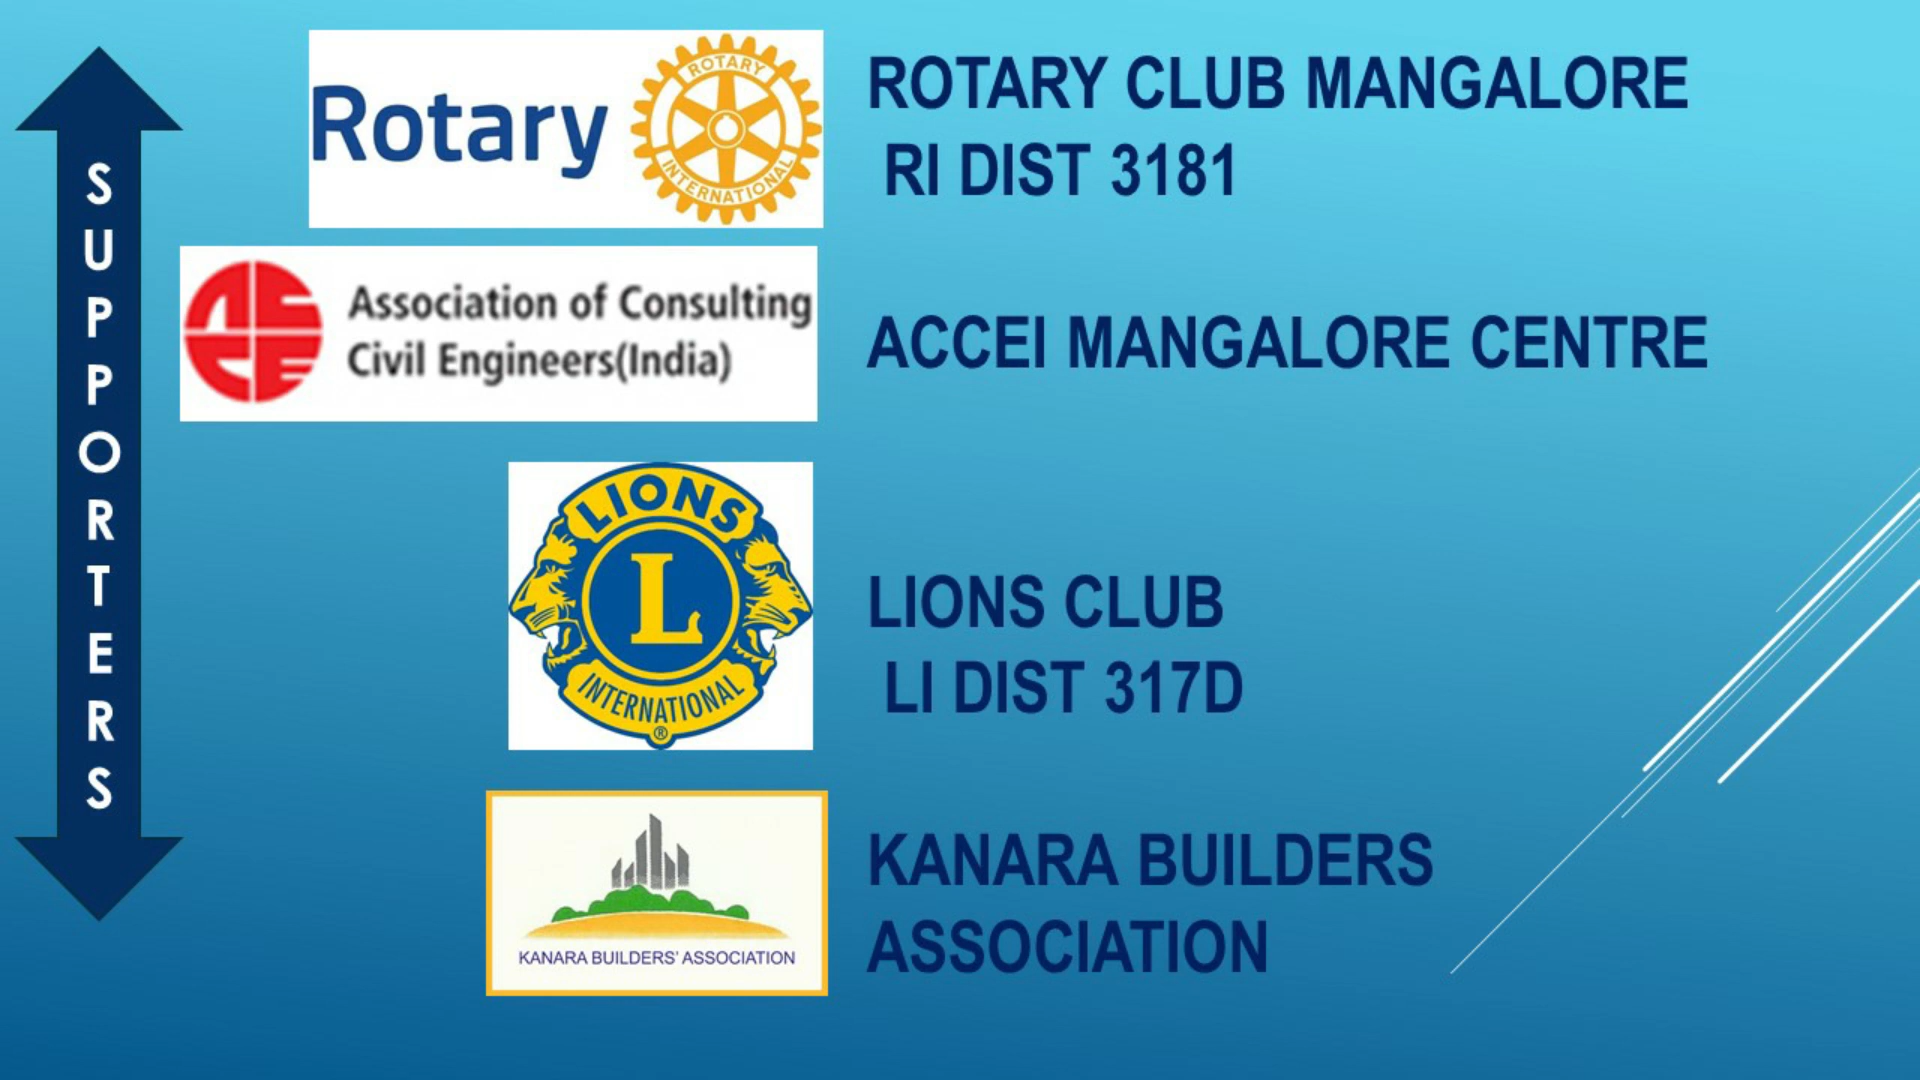 SUPPORTERS
Rotary
ROTARY
INTERNATIONAL
ROTARY CLUB MANGALORE
RI DIST 3181
Association of Consulting
Civil Engineers(India)
ACCEI MANGALORE CENTRE
LIONS
L
INTERNATIONAL
®
LIONS CLUB
LI DIST 317D
KANARA BUILDERS' ASSOCIATION
KANARA BUILDERS
ASSOCIATION